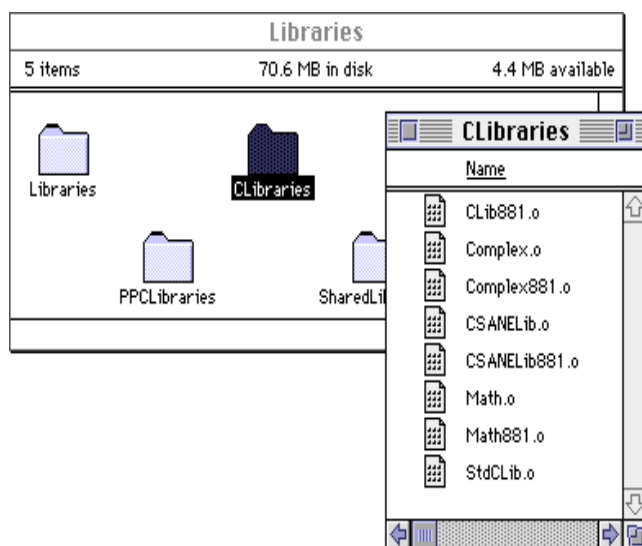 Libraries
5 items 70.6 MB in disk 4.4 MB available
Libraries CLibraries
PPCLibraries SharedLi
CLibraries
Name
CLib881.o
Complex.o
Complex881.o
CSANELib.o
CSANELib881.o
Math.o
Math881.o
StdCLib.o